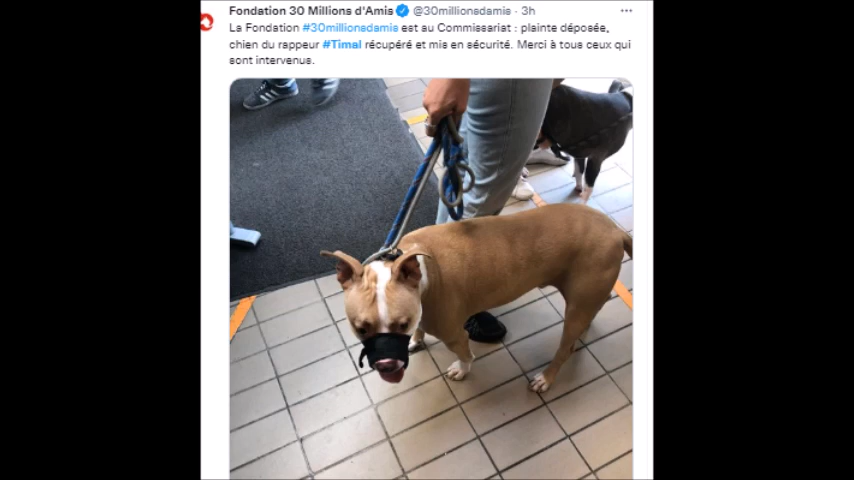 Fondation 30 Millions d'Amis @30millionsdamis · 3h
La Fondation #30millionsdamis est au Commissariat : plainte déposée,
chien du rappeur #Timal récupéré et mis en sécurité. Merci à tous ceux qui
sont intervenus.